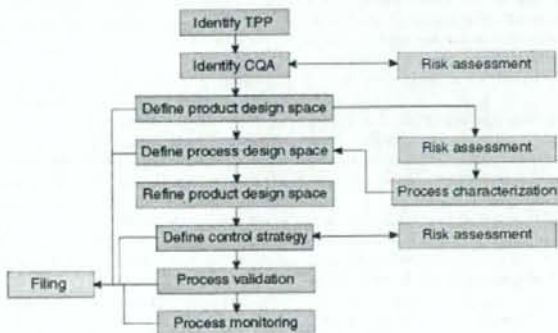 Identify TPP
Identify CQA
Risk assessment
Define product design space
Define process design space
Risk assessment
Refine product design space
Process characterization
Define control strategy
Risk assessment
Filing
Process validation
Process monitoring